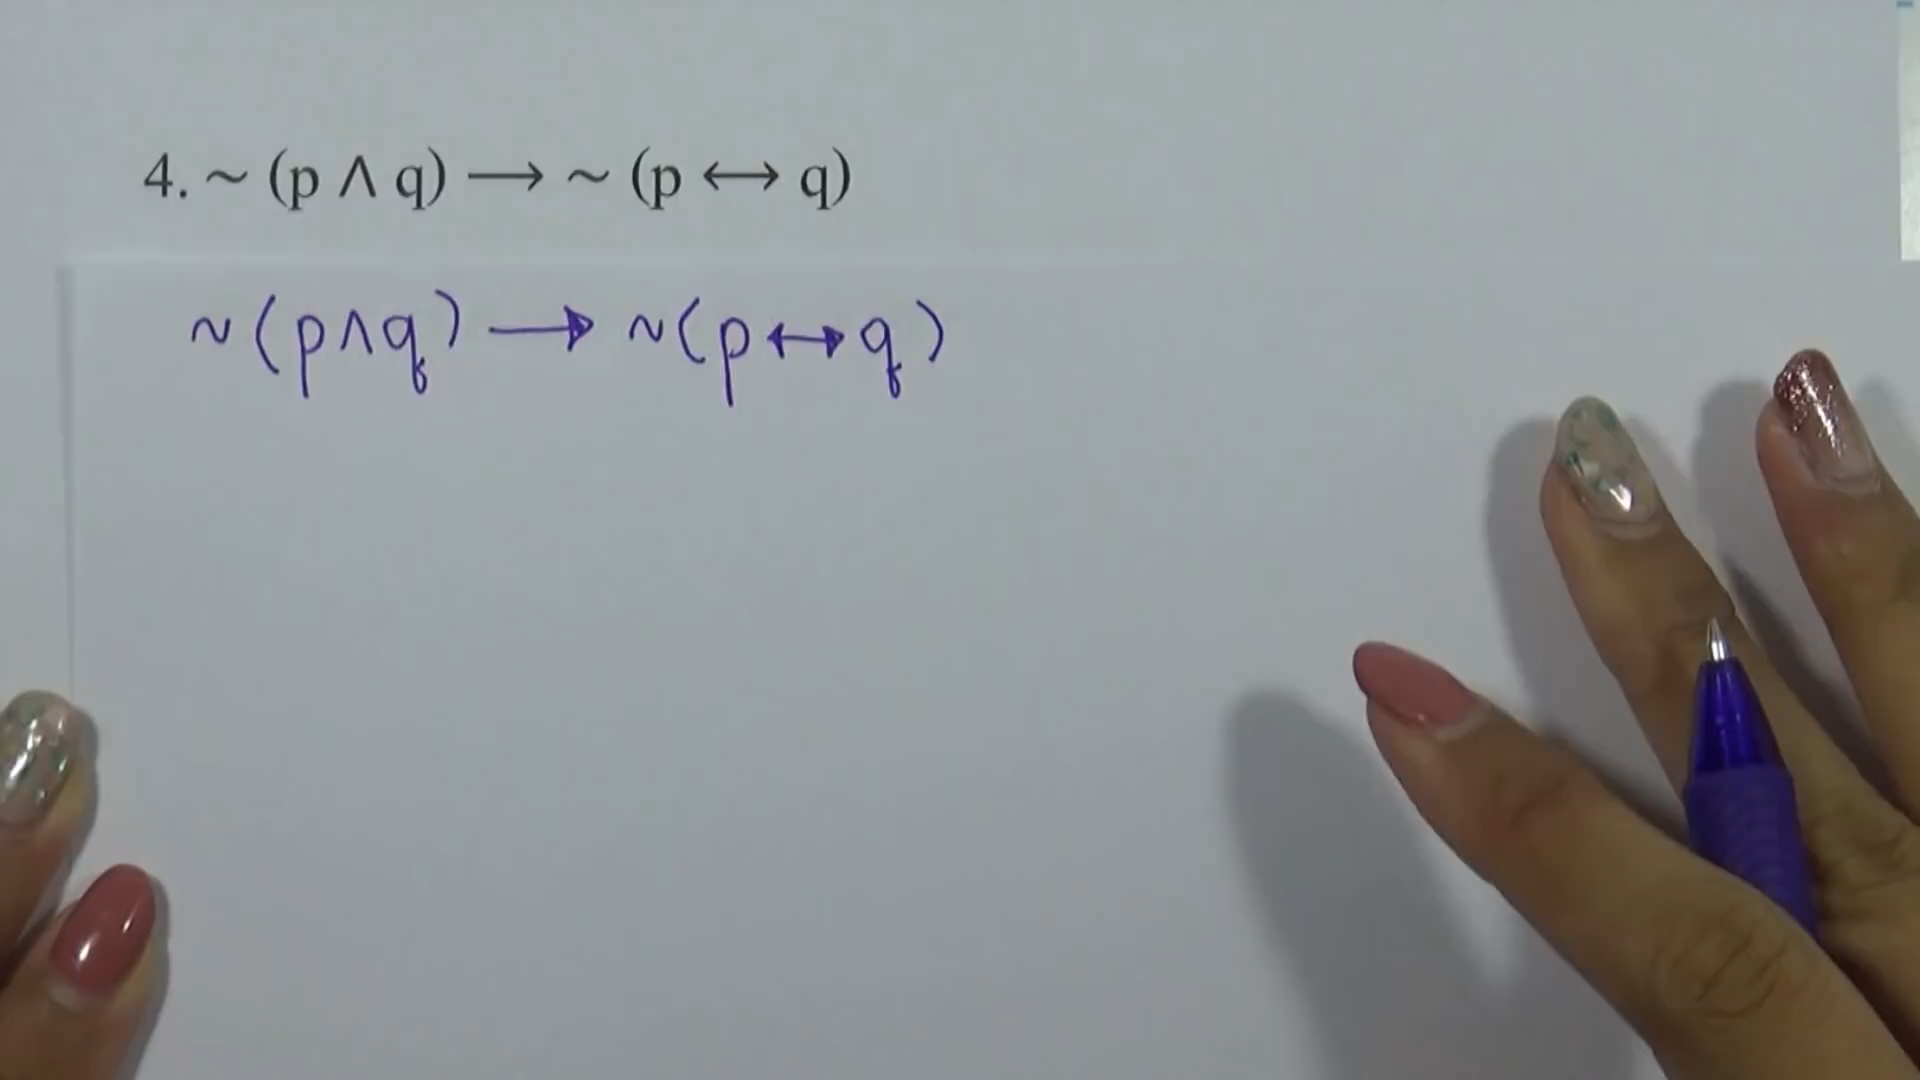 4. ~ (p ∧ q) ⟶ ~ (p ⟷ q)
~(p∧q) ⟶ ~(p⟷q)